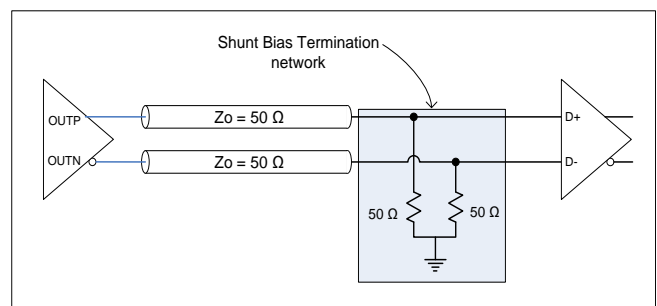 Shunt Bias Termination
network
OUTP
Zo = 50 Ω
D+
OUTN
Zo = 50 Ω
D-
50 Ω
50 Ω